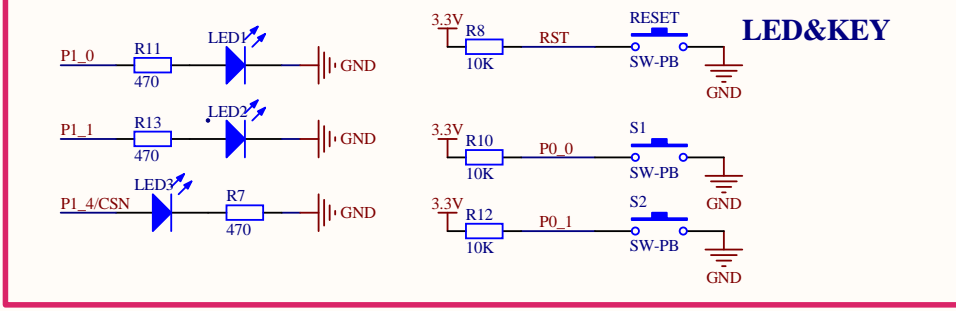 LED&KEY
P1_0
R11
470
LED1
GND
P1_1
R13
470
LED2
GND
P1_4/CSN
LED3
R7
470
GND
3.3V
R8
10K
RST
RESET
SW-PB
GND
3.3V
R10
10K
P0_0
S1
SW-PB
GND
3.3V
R12
10K
P0_1
S2
SW-PB
GND